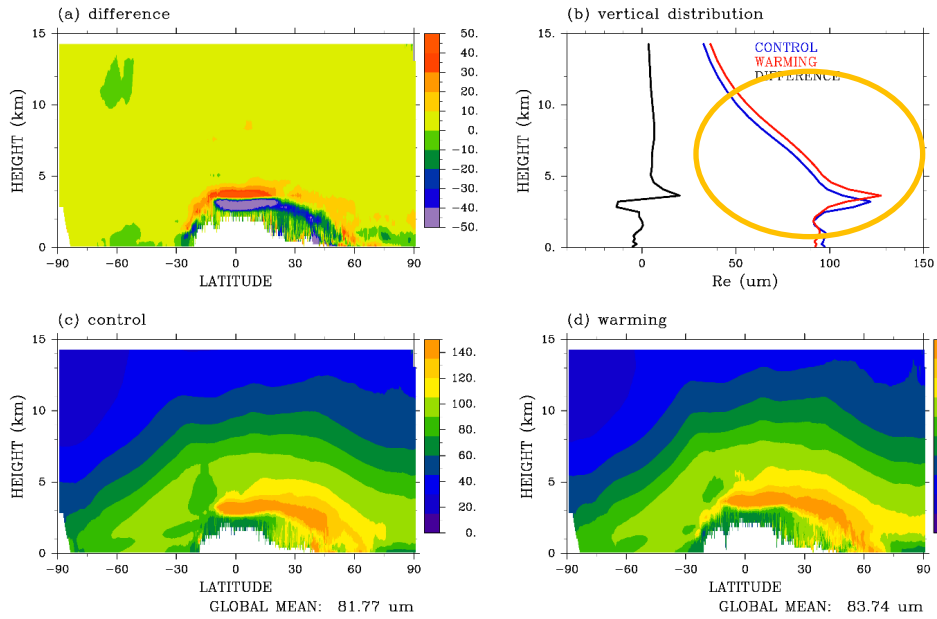 (a) difference
15
10
5
0
HEIGHT (km)
−90 −60 −30 0 30 60 90
LATITUDE
50.
40.
30.
20.
10.
0.
−10.
−20.
−30.
−40.
−50.
(b) vertical distribution
CONTROL
WARMING
DIFFERENCE
15
10.
5.
0.
HEIGHT (km)
0 50 100 150
Re (um)
(c) control
15
10
5
0
HEIGHT (km)
−90 −60 −30 0 30 60 90
LATITUDE
140.
120.
100.
80.
60.
40.
20.
0.
GLOBAL MEAN: 81.77 um
(d) warming
15
10
5
0
HEIGHT (km)
−90 −60 −30 0 30 60 90
LATITUDE
GLOBAL MEAN: 83.74 um